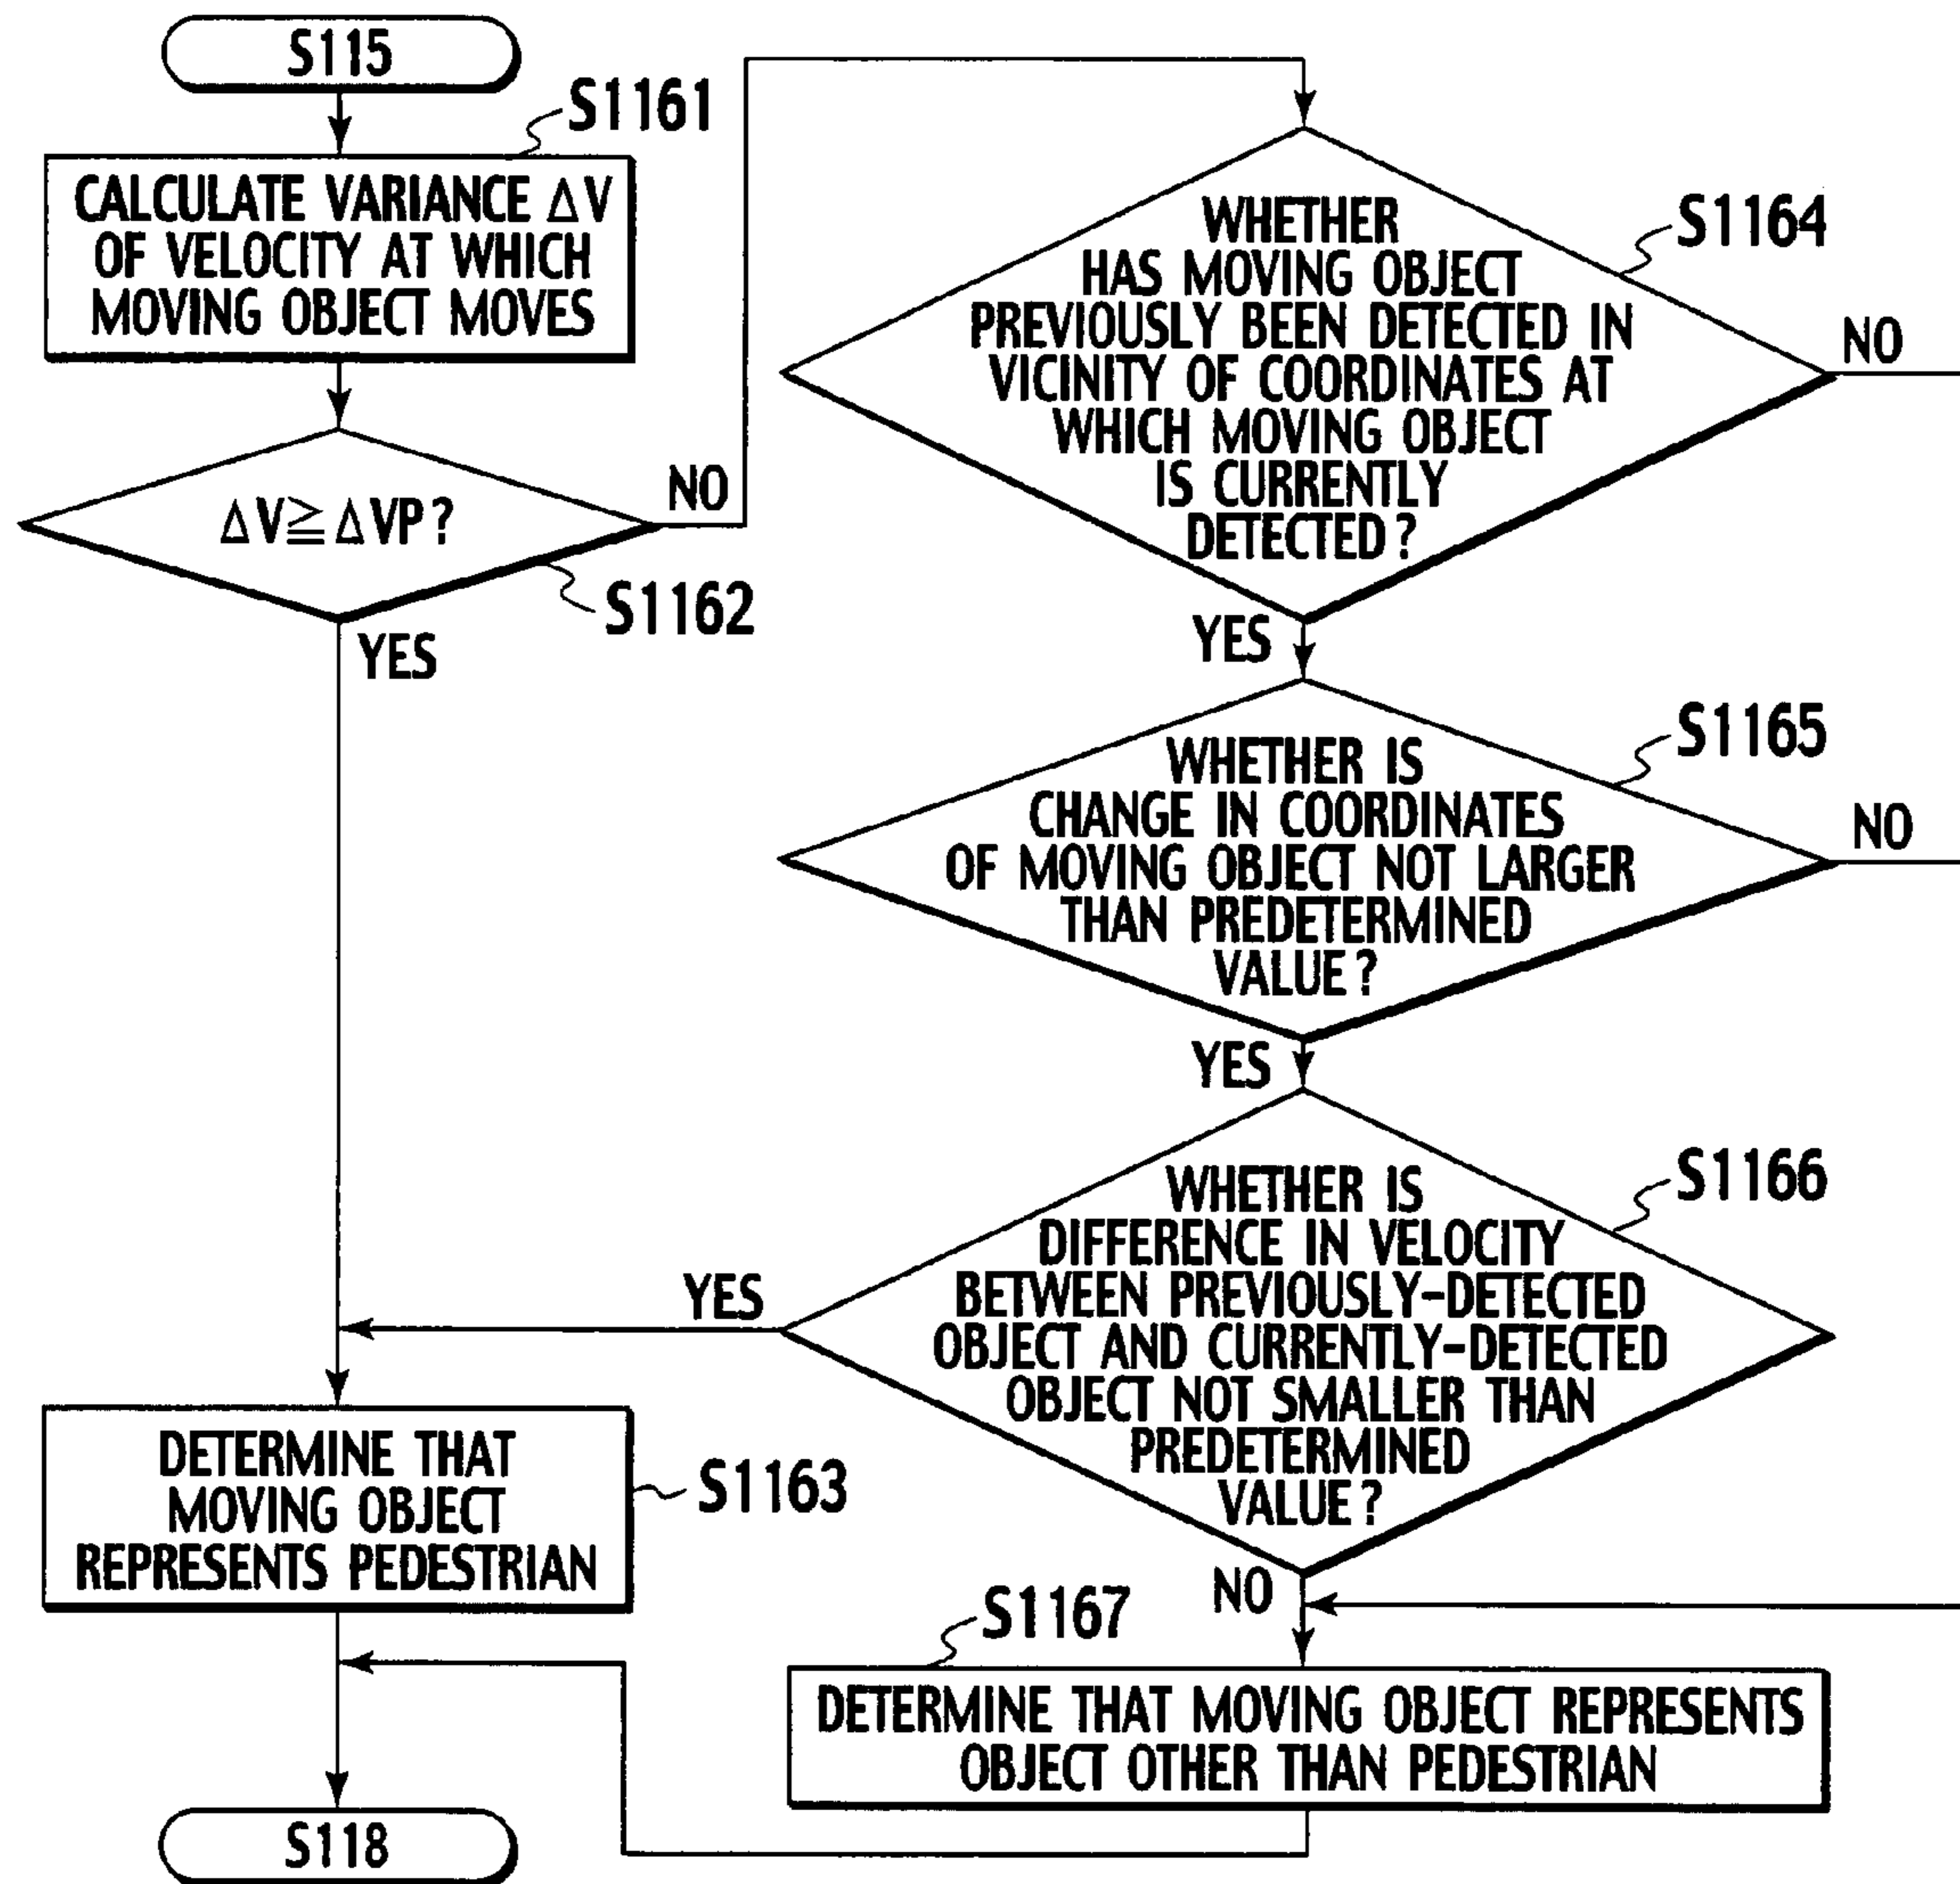 S115
S1161
CALCULATE VARIANCE ΔV
OF VELOCITY AT WHICH
MOVING OBJECT MOVES
ΔV≧ΔVP?
NO
S1162
YES
WHETHER
HAS MOVING OBJECT
PREVIOUSLY BEEN DETECTED IN
VICINITY OF COORDINATES AT
WHICH MOVING OBJECT
IS CURRENTLY
DETECTED?
S1164
NO
YES
WHETHER IS
CHANGE IN COORDINATES
OF MOVING OBJECT NOT LARGER
THAN PREDETERMINED
VALUE?
S1165
NO
YES
WHETHER IS
DIFFERENCE IN VELOCITY
BETWEEN PREVIOUSLY-DETECTED
OBJECT AND CURRENTLY-DETECTED
OBJECT NOT SMALLER THAN
PREDETERMINED
VALUE?
S1166
YES
NO
DETERMINE THAT
MOVING OBJECT
REPRESENTS PEDESTRIAN
S1163
S1167
DETERMINE THAT MOVING OBJECT REPRESENTS
OBJECT OTHER THAN PEDESTRIAN
S118